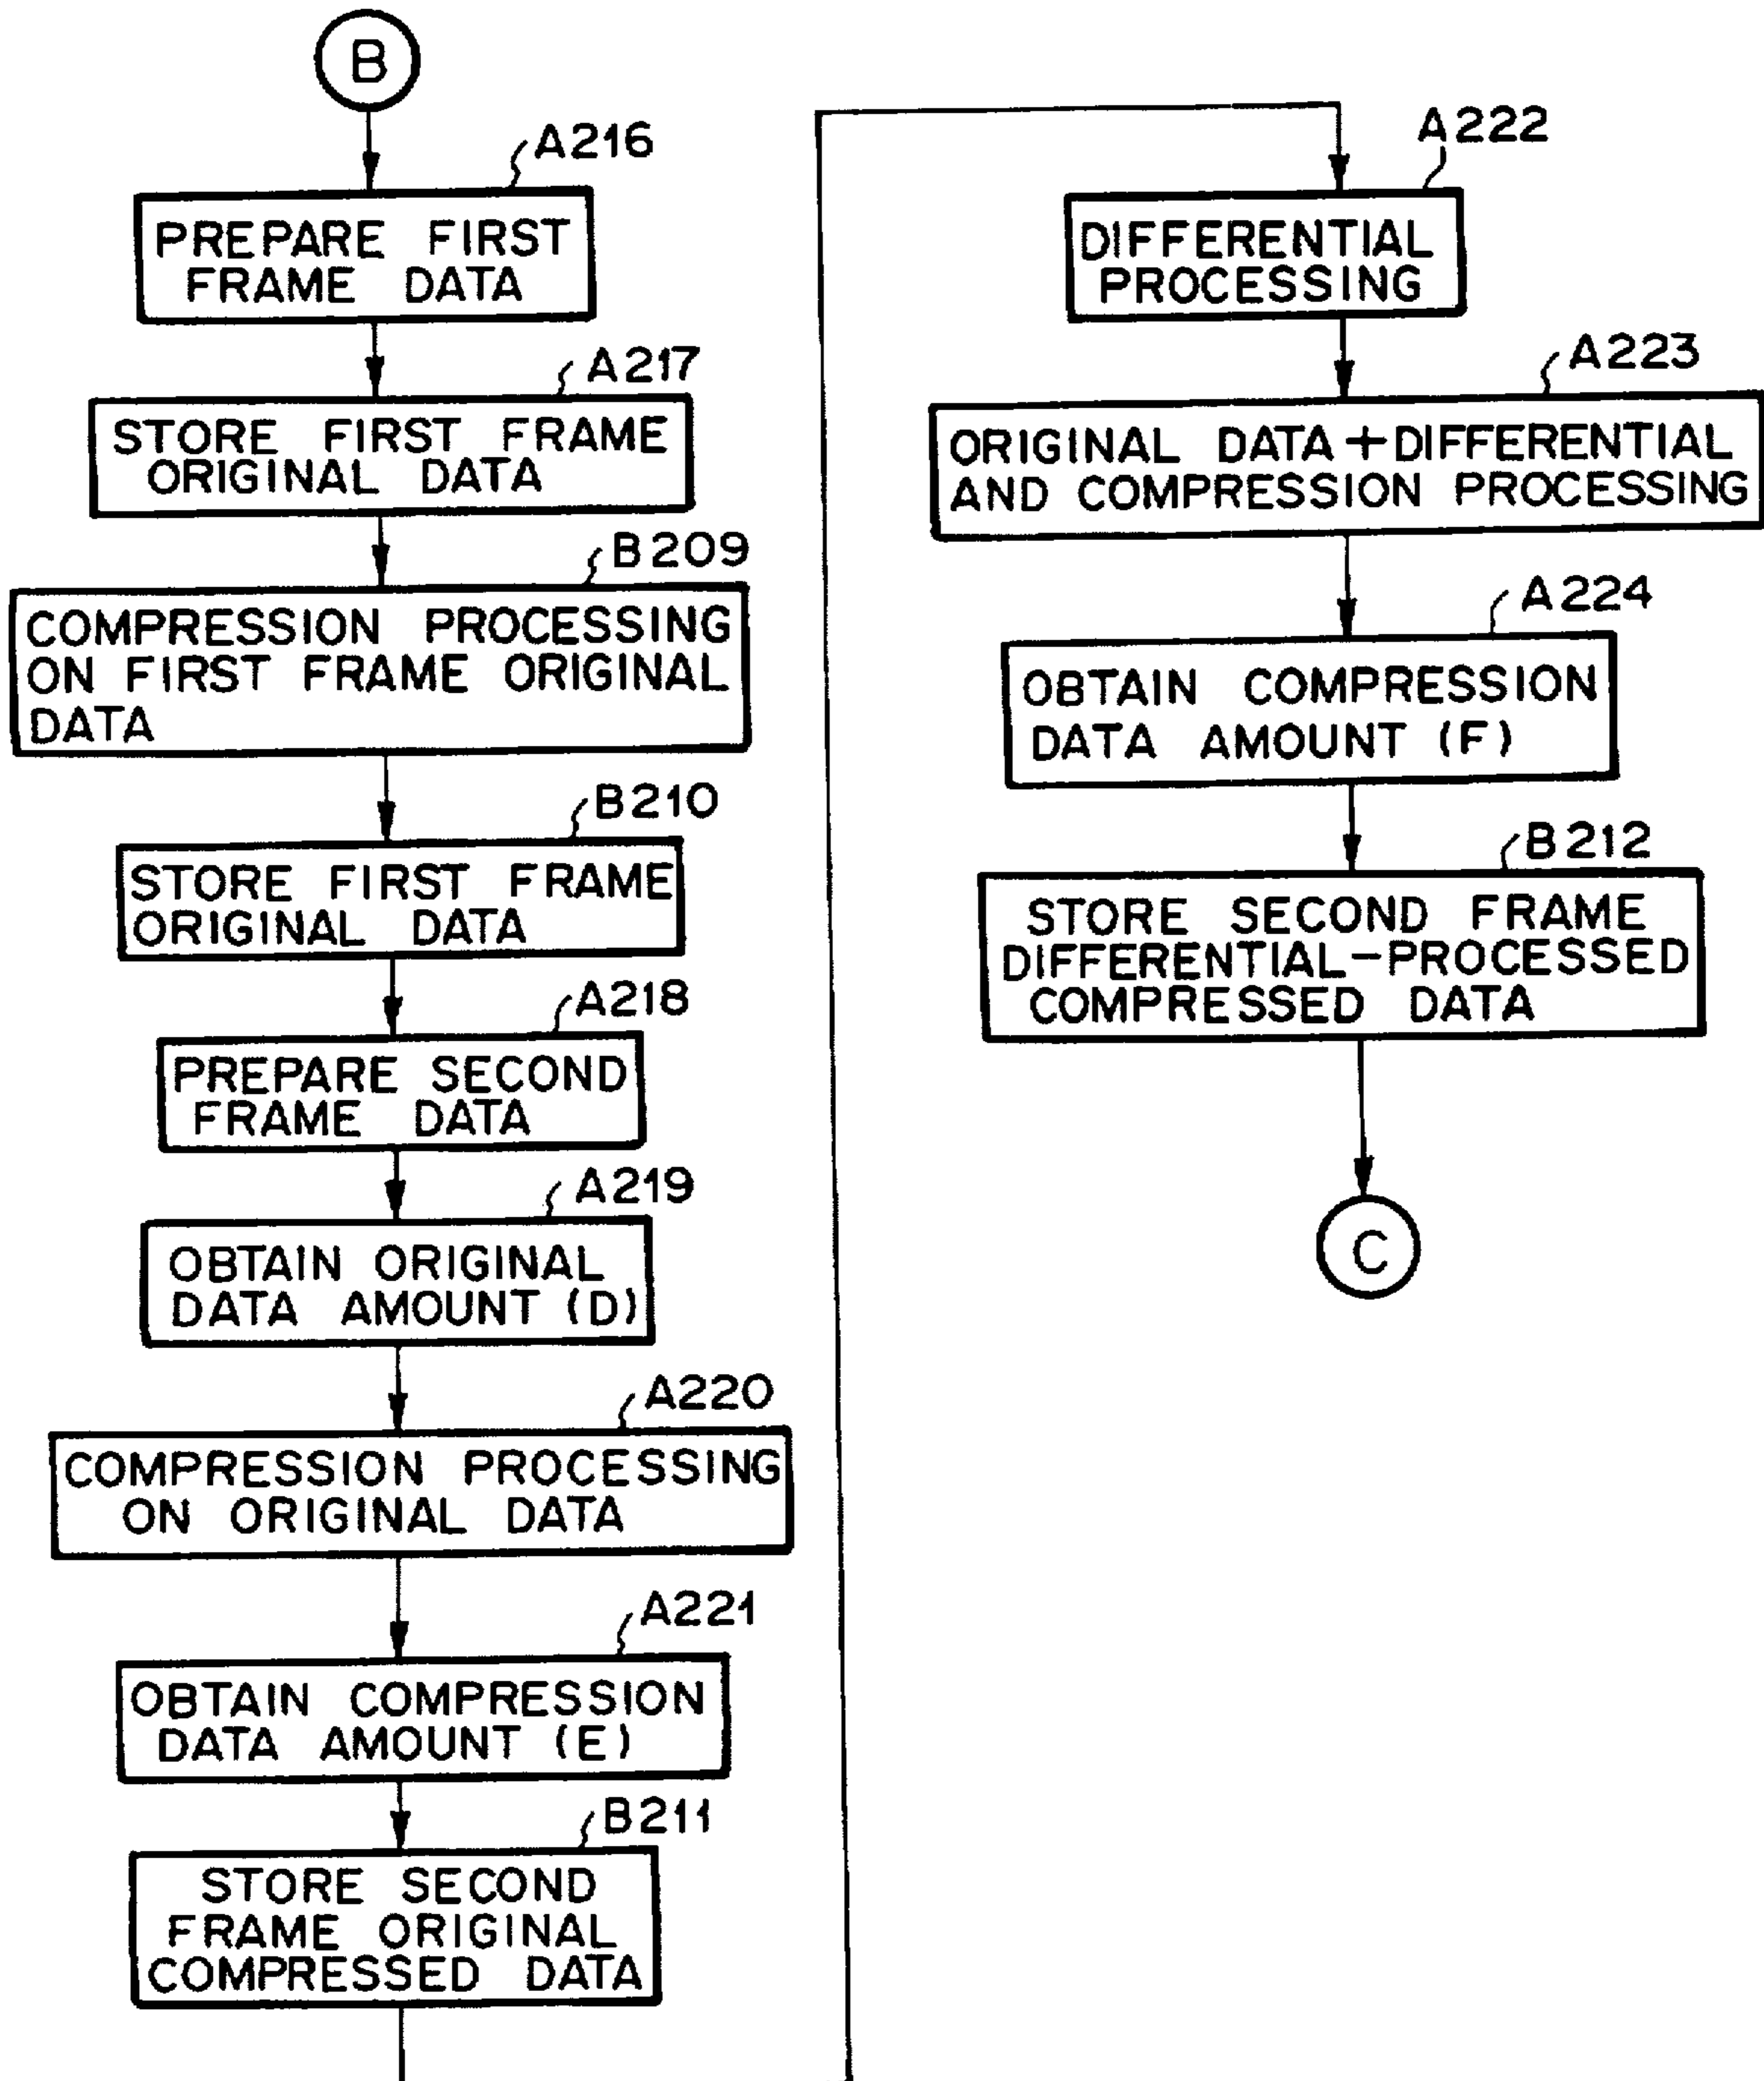 B
A216
PREPARE FIRST
FRAME DATA
A217
STORE FIRST FRAME
ORIGINAL DATA
B209
COMPRESSION PROCESSING
ON FIRST FRAME ORIGINAL
DATA
B210
STORE FIRST FRAME
ORIGINAL DATA
A218
PREPARE SECOND
FRAME DATA
A219
OBTAIN ORIGINAL
DATA AMOUNT (D)
A220
COMPRESSION PROCESSING
ON ORIGINAL DATA
A221
OBTAIN COMPRESSION
DATA AMOUNT (E)
B211
STORE SECOND
FRAME ORIGINAL
COMPRESSED DATA
A222
DIFFERENTIAL
PROCESSING
A223
ORIGINAL DATA+DIFFERENTIAL
AND COMPRESSION PROCESSING
A224
OBTAIN COMPRESSION
DATA AMOUNT (F)
B212
STORE SECOND FRAME
DIFFERENTIAL-PROCESSED
COMPRESSED DATA
C